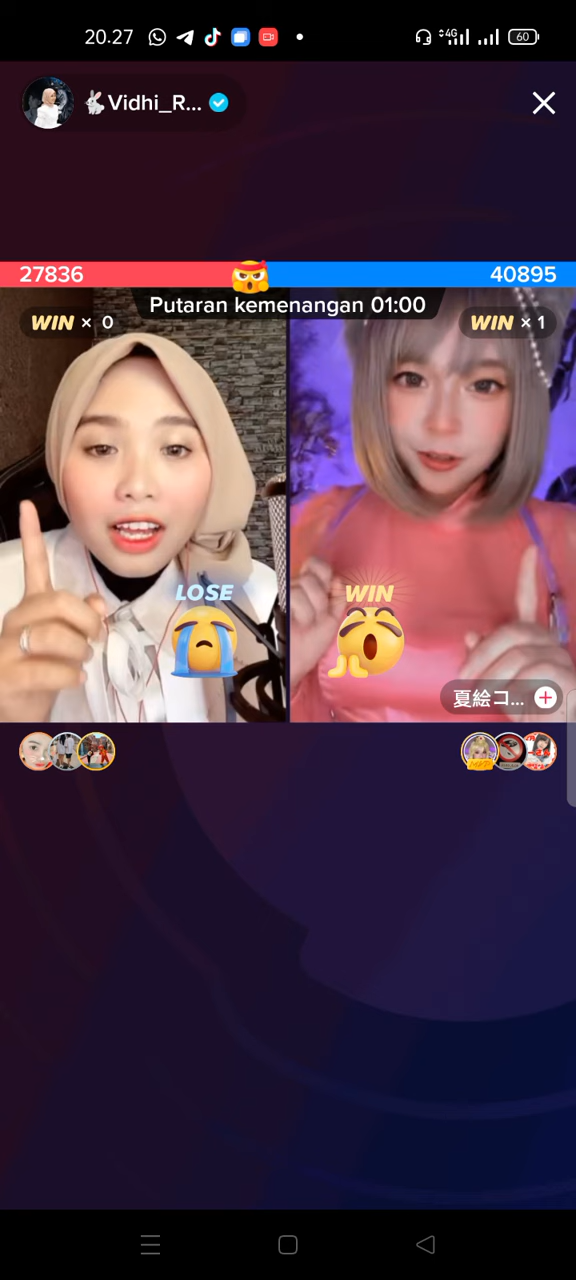 20.27
4G
60
Vidhi_R...
27836
40895
Putaran kemenangan 01:00
WIN × 0
WIN × 1
LOSE
WIN
夏絵コ...